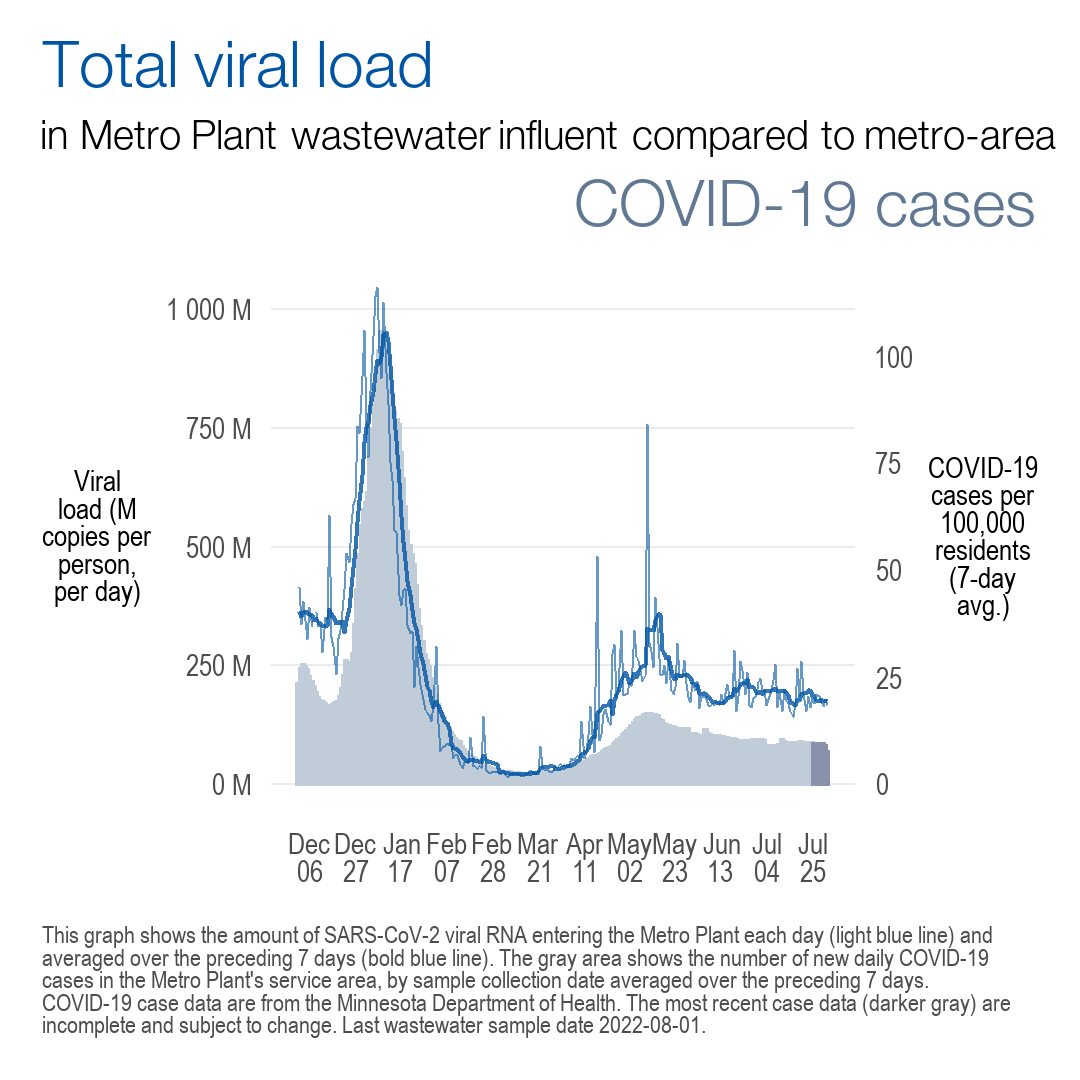 Total viral load
in Metro Plant wastewater influent compared to metro-area
COVID-19 cases
1 000 M
750 M
500 M
250 M
0 M
Viral
load (M
copies per
person,
per day)
100
75
50
25
0
COVID-19
cases per
100,000
residents
(7-day
avg.)
Dec Dec Jan Feb Feb Mar Apr May May Jun Jul Jul
06 27 17 07 28 21 11 02 23 13 04 25
This graph shows the amount of SARS-CoV-2 viral RNA entering the Metro Plant each day (light blue line) and
averaged over the preceding 7 days (bold blue line). The gray area shows the number of new daily COVID-19
cases in the Metro Plant's service area, by sample collection date averaged over the preceding 7 days.
COVID-19 case data are from the Minnesota Department of Health. The most recent case data (darker gray) are
incomplete and subject to change. Last wastewater sample date 2022-08-01.